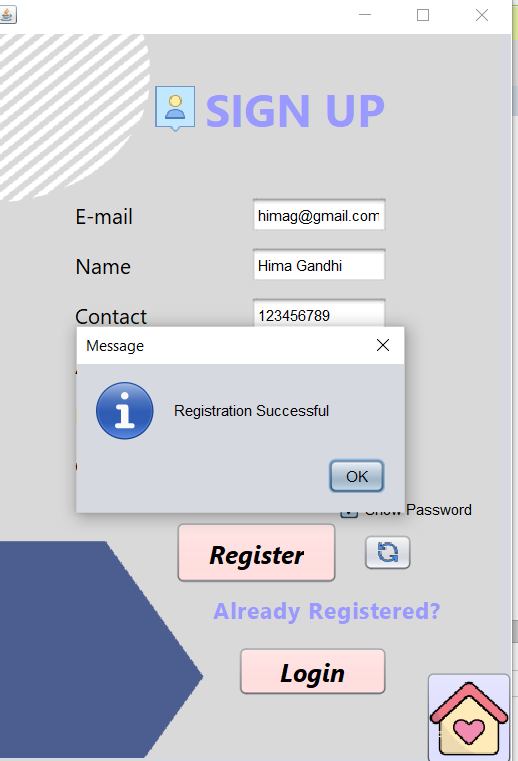 SIGN UP
E-mail
himag@gmail.com
Name
Hima Gandhi
Contact
123456789
Message
Registration Successful
OK
Show Password
Register
Already Registered?
Login